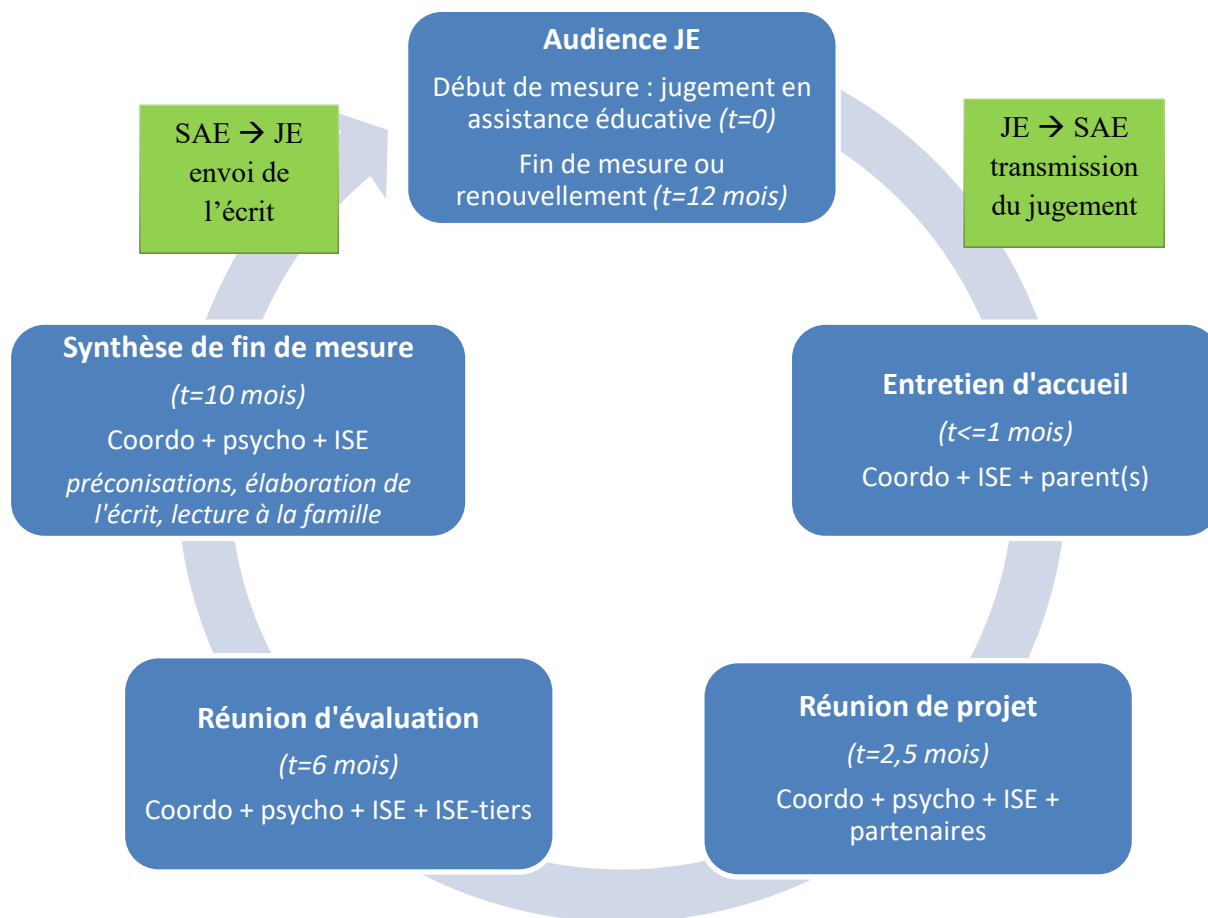 Audience JE
Début de mesure : jugement en
assistance éducative (t=0)
Fin de mesure ou
renouvellement (t=12 mois)
JE → SAE
transmission
du jugement
Entretien d'accueil
(t<=1 mois)
Coordo + ISE + parent(s)
Réunion de projet
(t=2,5 mois)
Coordo + psycho + ISE +
partenaires
Réunion d'évaluation
(t=6 mois)
Coordo + psycho + ISE + ISE-tiers
Synthèse de fin de mesure
(t=10 mois)
Coordo + psycho + ISE
préconisations, élaboration de
l'écrit, lecture à la famille
SAE → JE
envoi de
l’écrit